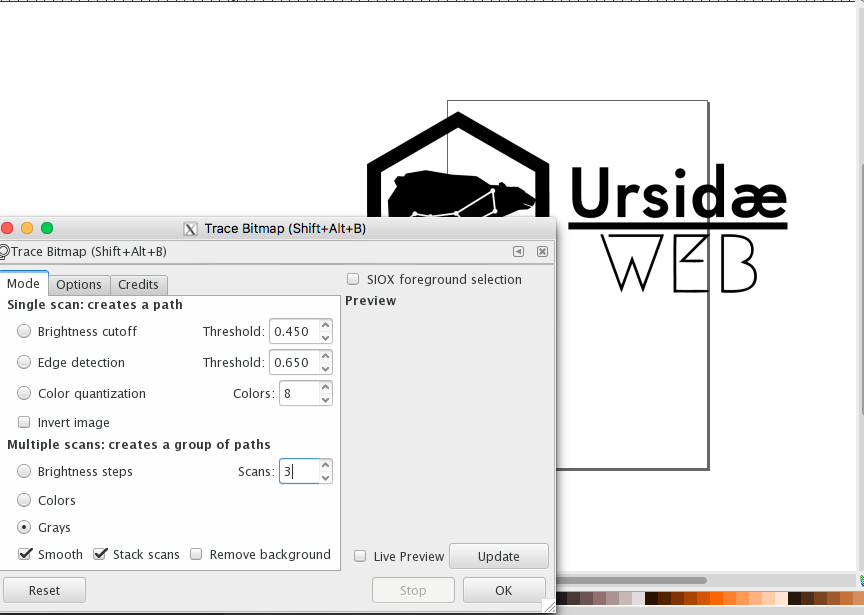 Ursidæ
WEB
Trace Bitmap (Shift+Alt+B)
Trace Bitmap (Shift+Alt+B)
Mode Options Credits
SIOX foreground selection
Single scan: creates a path
Preview
Brightness cutoff Threshold: 0.450
Edge detection Threshold: 0.650
Color quantization Colors: 8
Invert image
Multiple scans: creates a group of paths
Brightness steps Scans: 3
Colors
Grays
Smooth Stack scans Remove background
Live Preview Update
Reset Stop OK